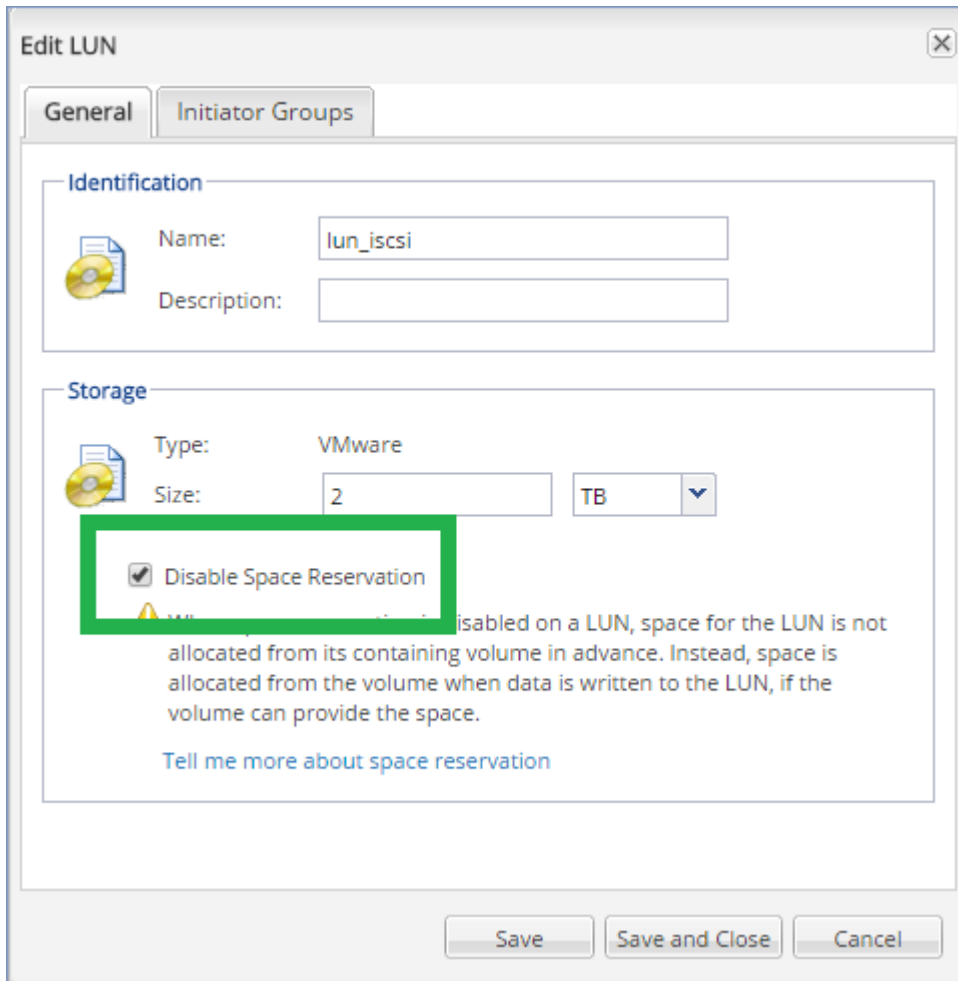 Edit LUN
General
Initiator Groups
Identification
Name:
lun_iscsi
Description:
Storage
Type:
VMware
Size:
2
TB
Disable Space Reservation
disabled on a LUN, space for the LUN is not
allocated from its containing volume in advance. Instead, space is
allocated from the volume when data is written to the LUN, if the
volume can provide the space.
Tell me more about space reservation
Save
Save and Close
Cancel